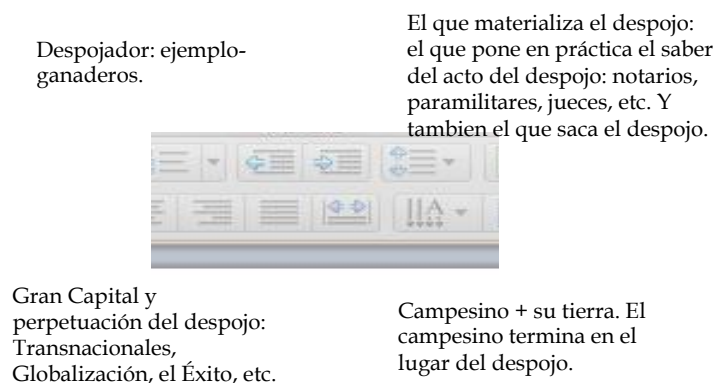 Despojador: ejemplo-
ganaderos.
El que materializa el despojo:
el que pone en práctica el saber
del acto del despojo: notarios,
paramilitares, jueces, etc. Y
tambien el que saca el despojo.
Gran Capital y
perpetuación del despojo:
Transnacionales,
Globalización, el Éxito, etc.
Campesino + su tierra. El
campesino termina en el
lugar del despojo.